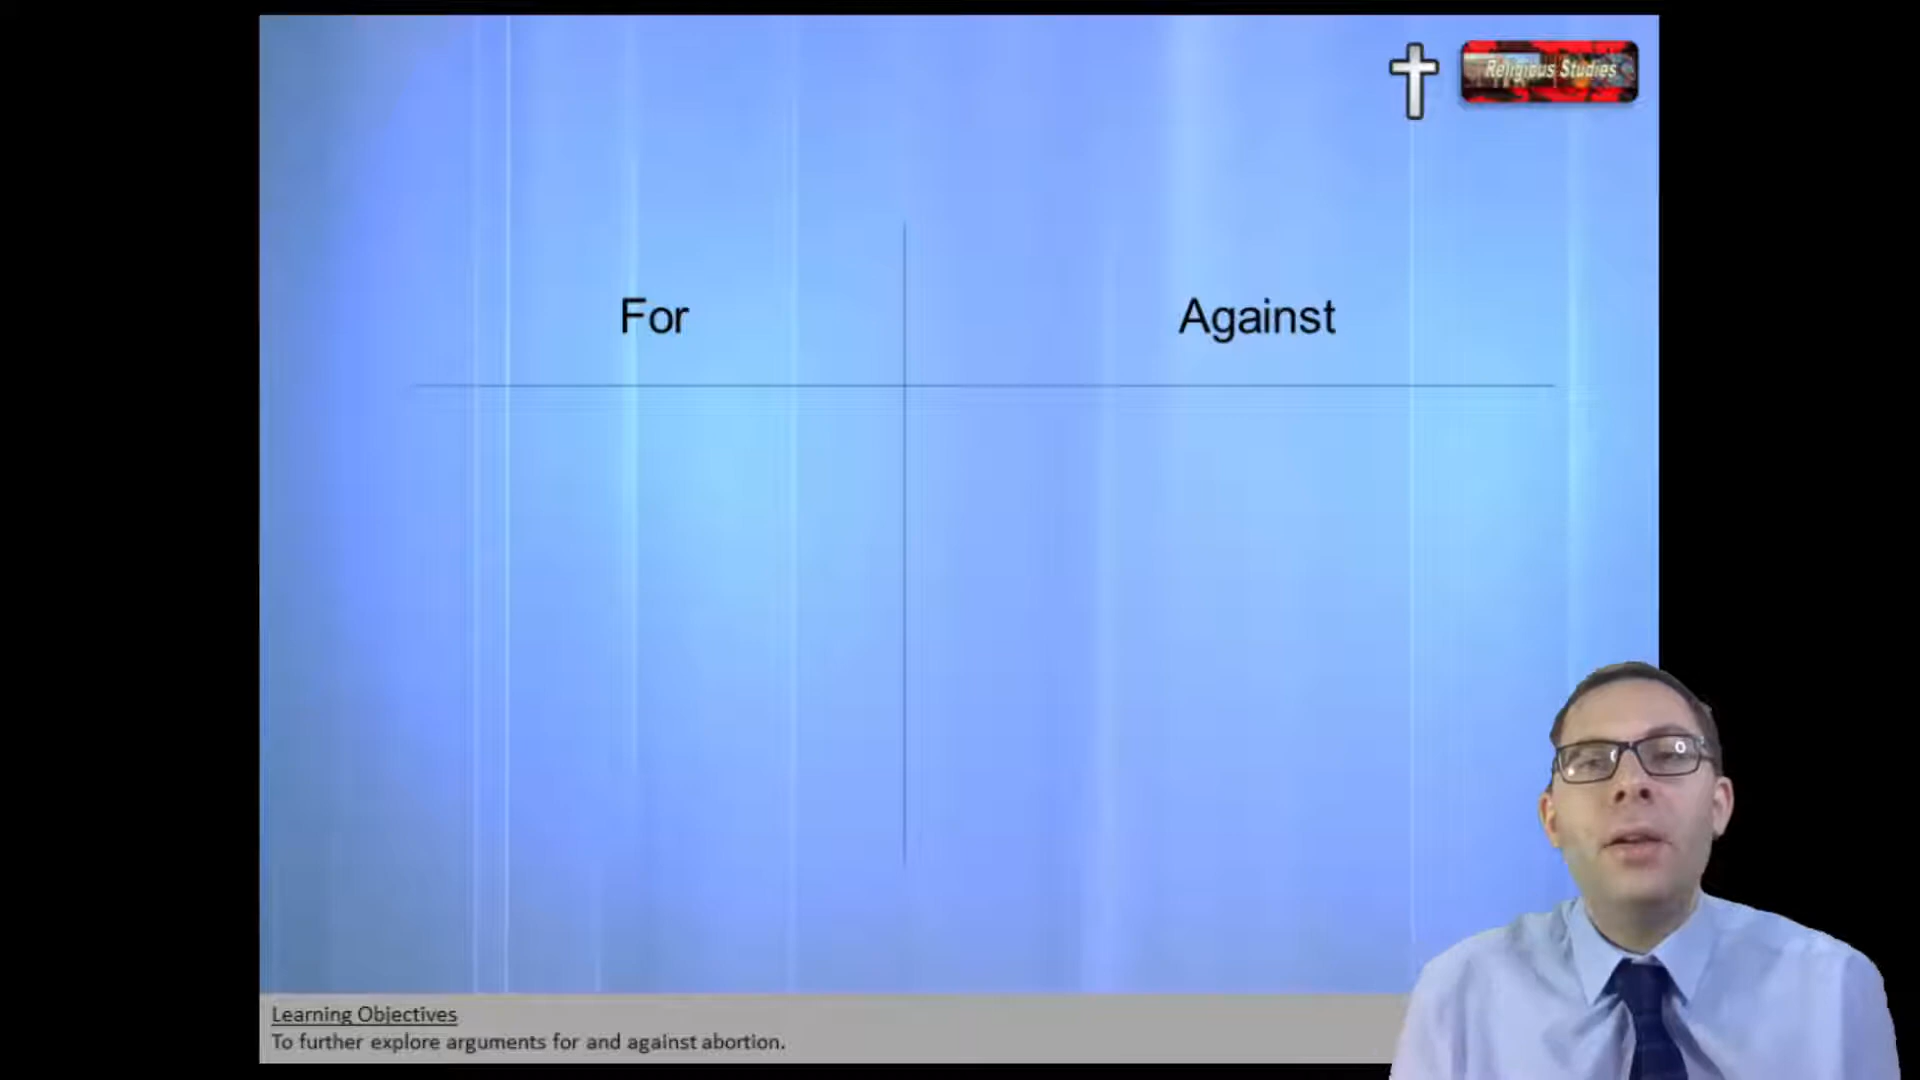 Religious Studies
For
Against
Learning Objectives
To further explore arguments for and against abortion.